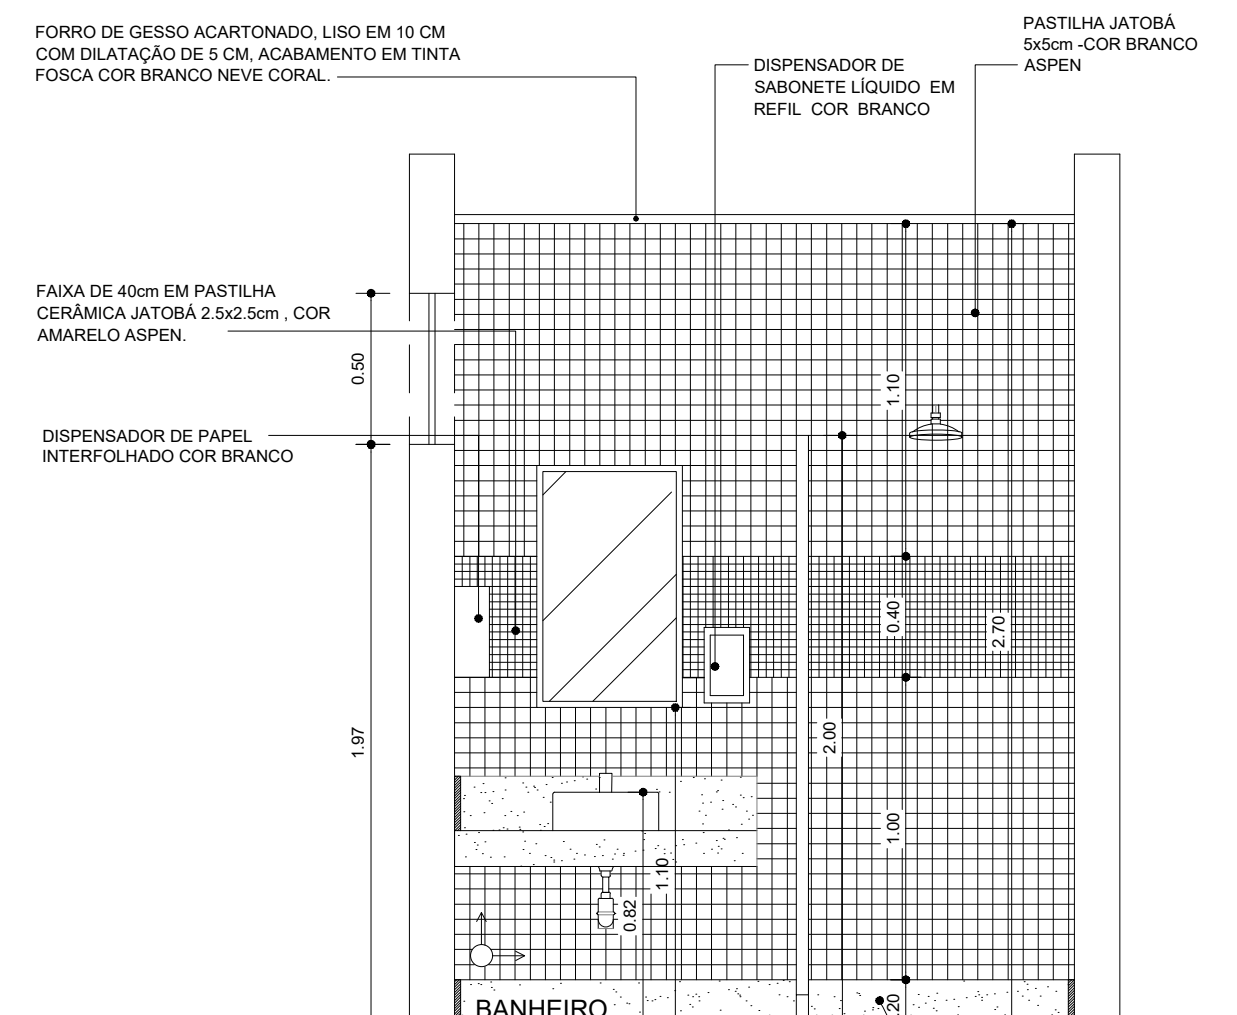 FORRO DE GESSO ACARTONADO, LISO EM 10 CM
COM DILATAÇÃO DE 5 CM, ACABAMENTO EM TINTA
FOSCA COR BRANCO NEVE CORAL.
DISPENSADOR DE
SABONETE LÍQUIDO EM
REFIL COR BRANCO
PASTILHA JATOBÁ
5x5cm -COR BRANCO
ASPEN
FAIXA DE 40cm EM PASTILHA
CERÂMICA JATOBÁ 2.5x2.5cm , COR
AMARELO ASPEN.
0.50
1.10
DISPENSADOR DE PAPEL
INTERFOLHADO COR BRANCO
0.40
2.70
1.97
2.00
1.00
1.10
0.82
BANHEIRO